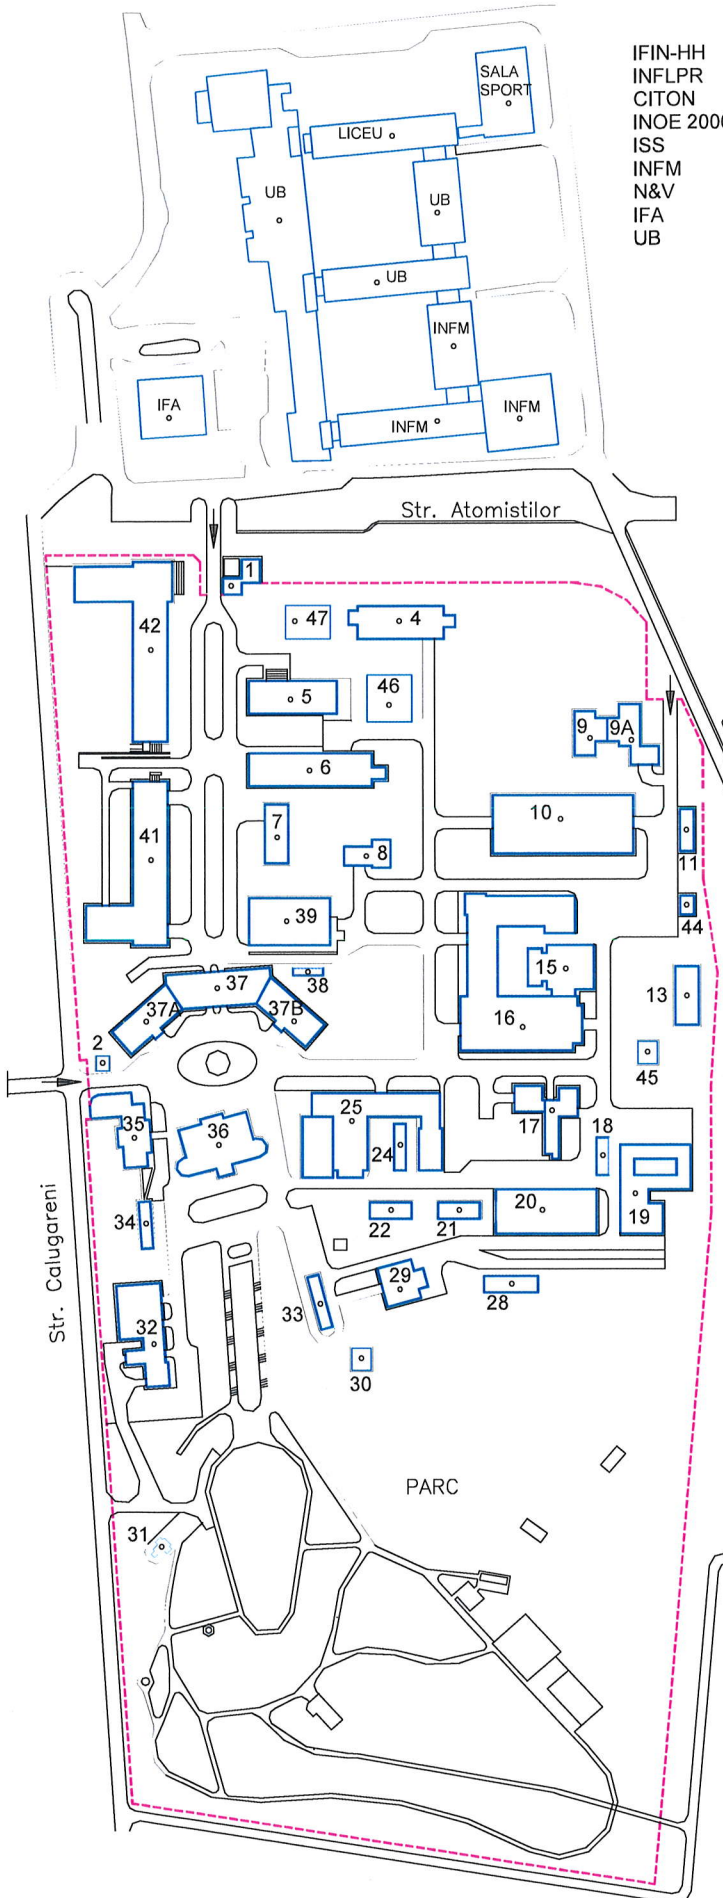 IFIN-HH
INFLPR
CITON
INOE 200
ISS
INFM
N&V
IFA
UB
SALA
SPORT
LICEU
UB
UB
UB
INFM
IFA
INFM
INFM
Str. Atomistilor
1
42
47
4
5
46
9
9A
6
10
7
8
11
41
39
44
15
37
38
13
37A
37B
16
2
45
25
17
35
36
24
18
34
22
21
20
19
Str. Calugareni
33
29
28
32
30
PARC
31